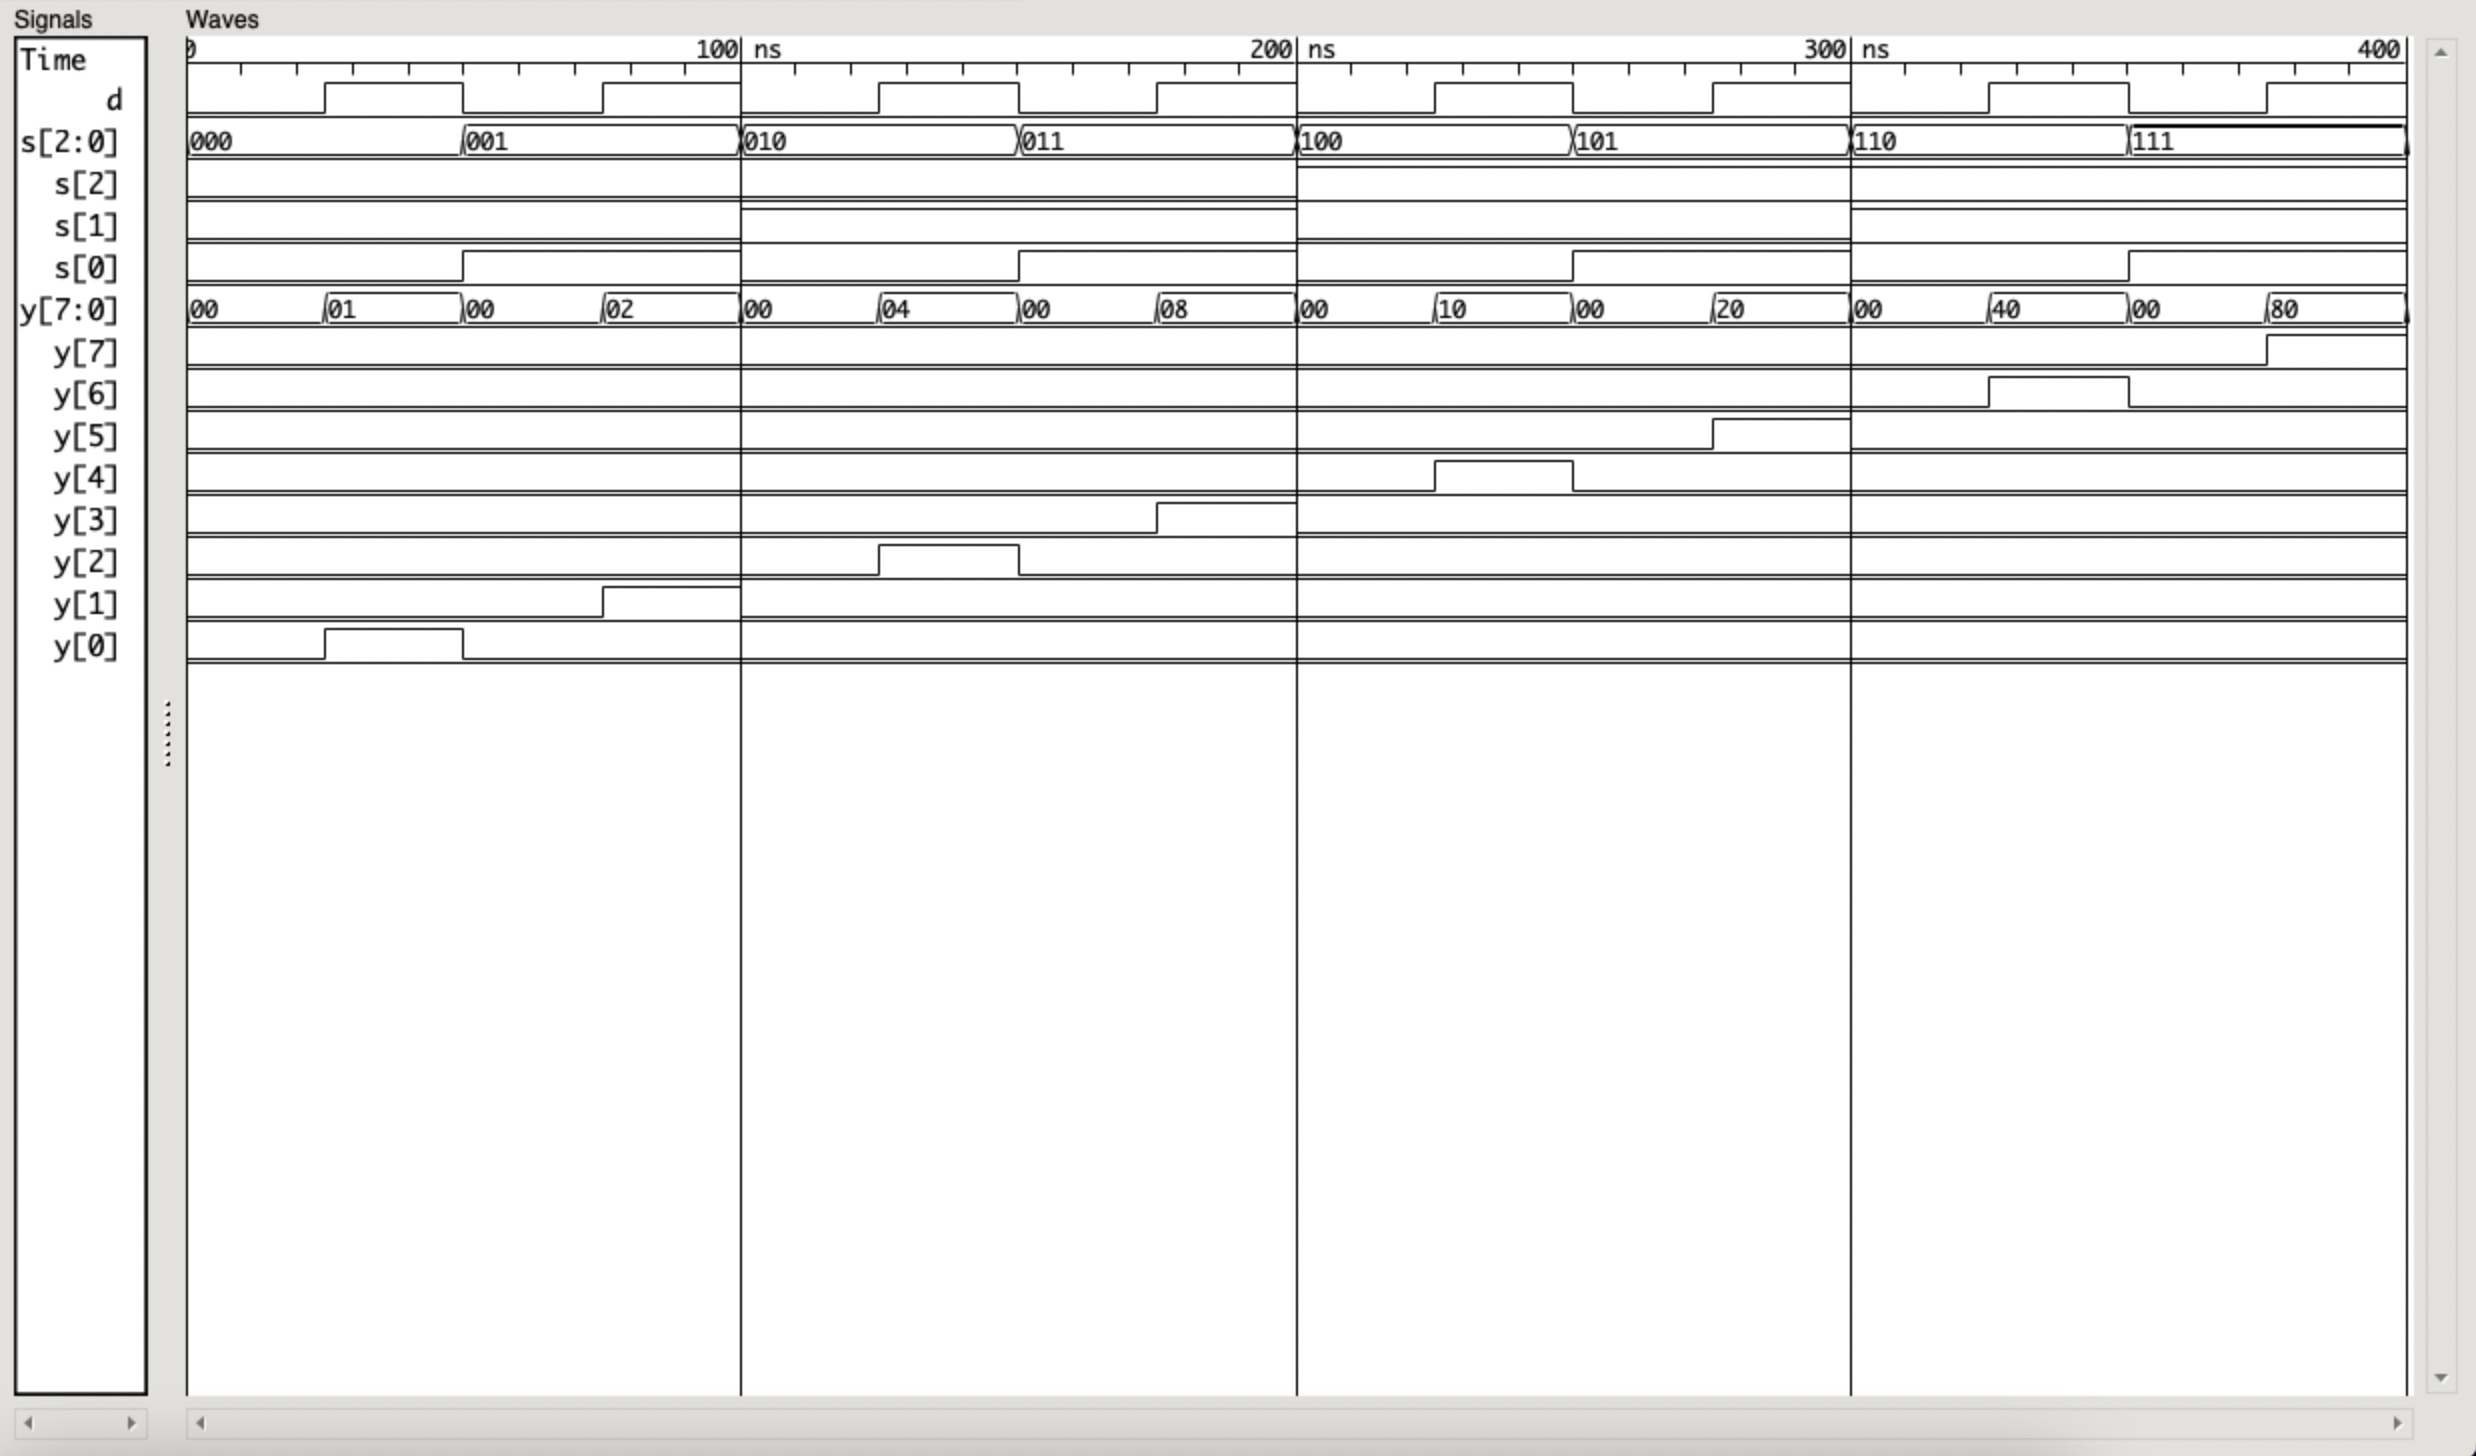 Signals Waves
Time 0 100 ns 200 ns 300 ns 400
d
s[2:0] 000 001 010 011 100 101 110 111
s[2]
s[1]
s[0]
y[7:0] 00 01 00 02 00 04 00 08 00 10 00 20 00 40 00 80
y[7]
y[6]
y[5]
y[4]
y[3]
y[2]
y[1]
y[0]